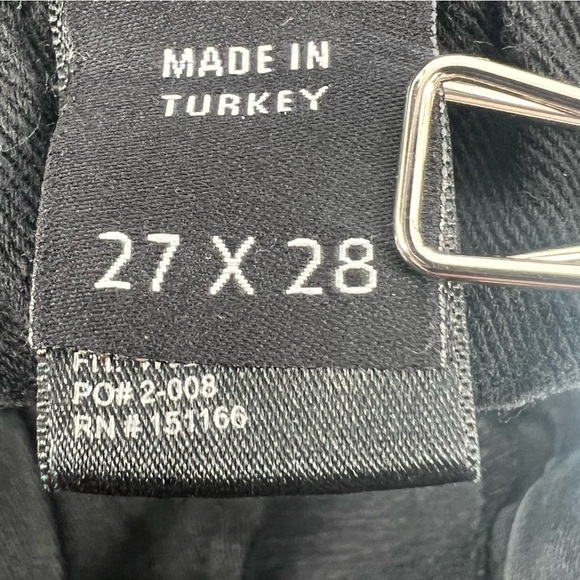 MADE IN
TURKEY
27 X 28
PO# 2-008
RN # 151166